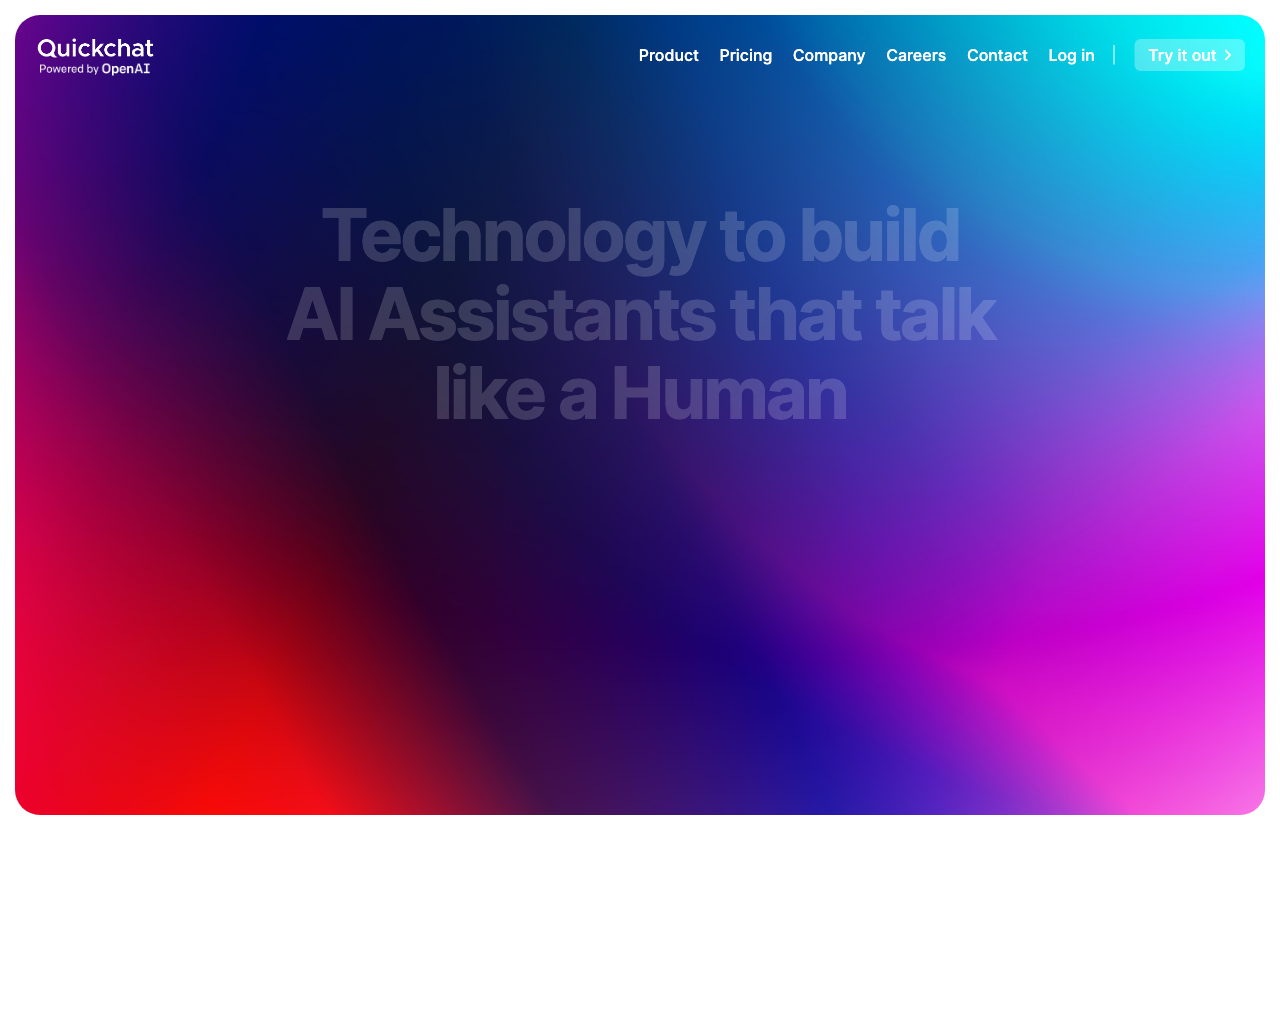 Quickchat
Powered by OpenAI
Product Pricing Company Careers Contact Log in Try it out
Technology to build
AI Assistants that talk
like a Human